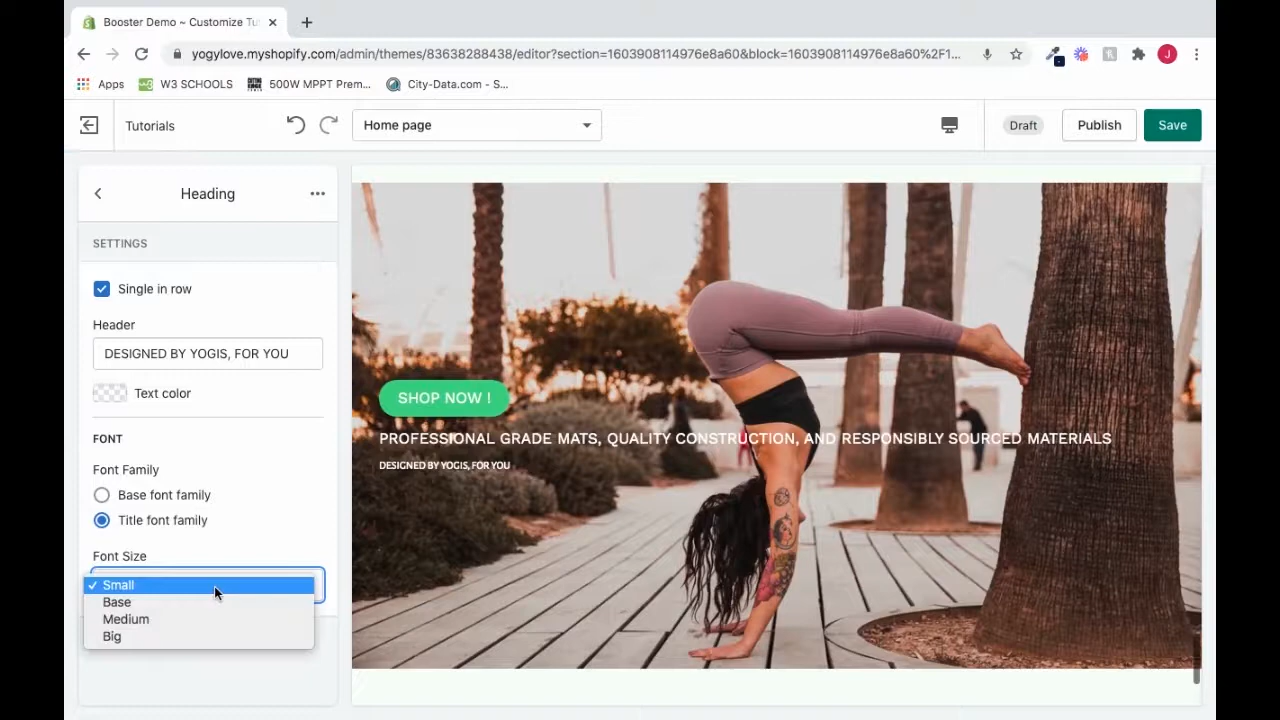 Booster Demo ~ Customize Tu
yogylove.myshopify.com/admin/themes/83638288438/editor?section=1603908114976e8a60&block=1603908114976e8a60%2F1...
Apps
W3 SCHOOLS
500W MPPT Prem...
City-Data.com - S...
J
Tutorials
Home page
Draft
Publish
Save
Heading
SETTINGS
Single in row
Header
DESIGNED BY YOGIS, FOR YOU
Text color
FONT
Font Family
Base font family
Title font family
Font Size
Small
Base
Medium
Big
SHOP NOW !
PROFESSIONAL GRADE MATS, QUALITY CONSTRUCTION, AND RESPONSIBLY SOURCED MATERIALS
DESIGNED BY YOGIS, FOR YOU